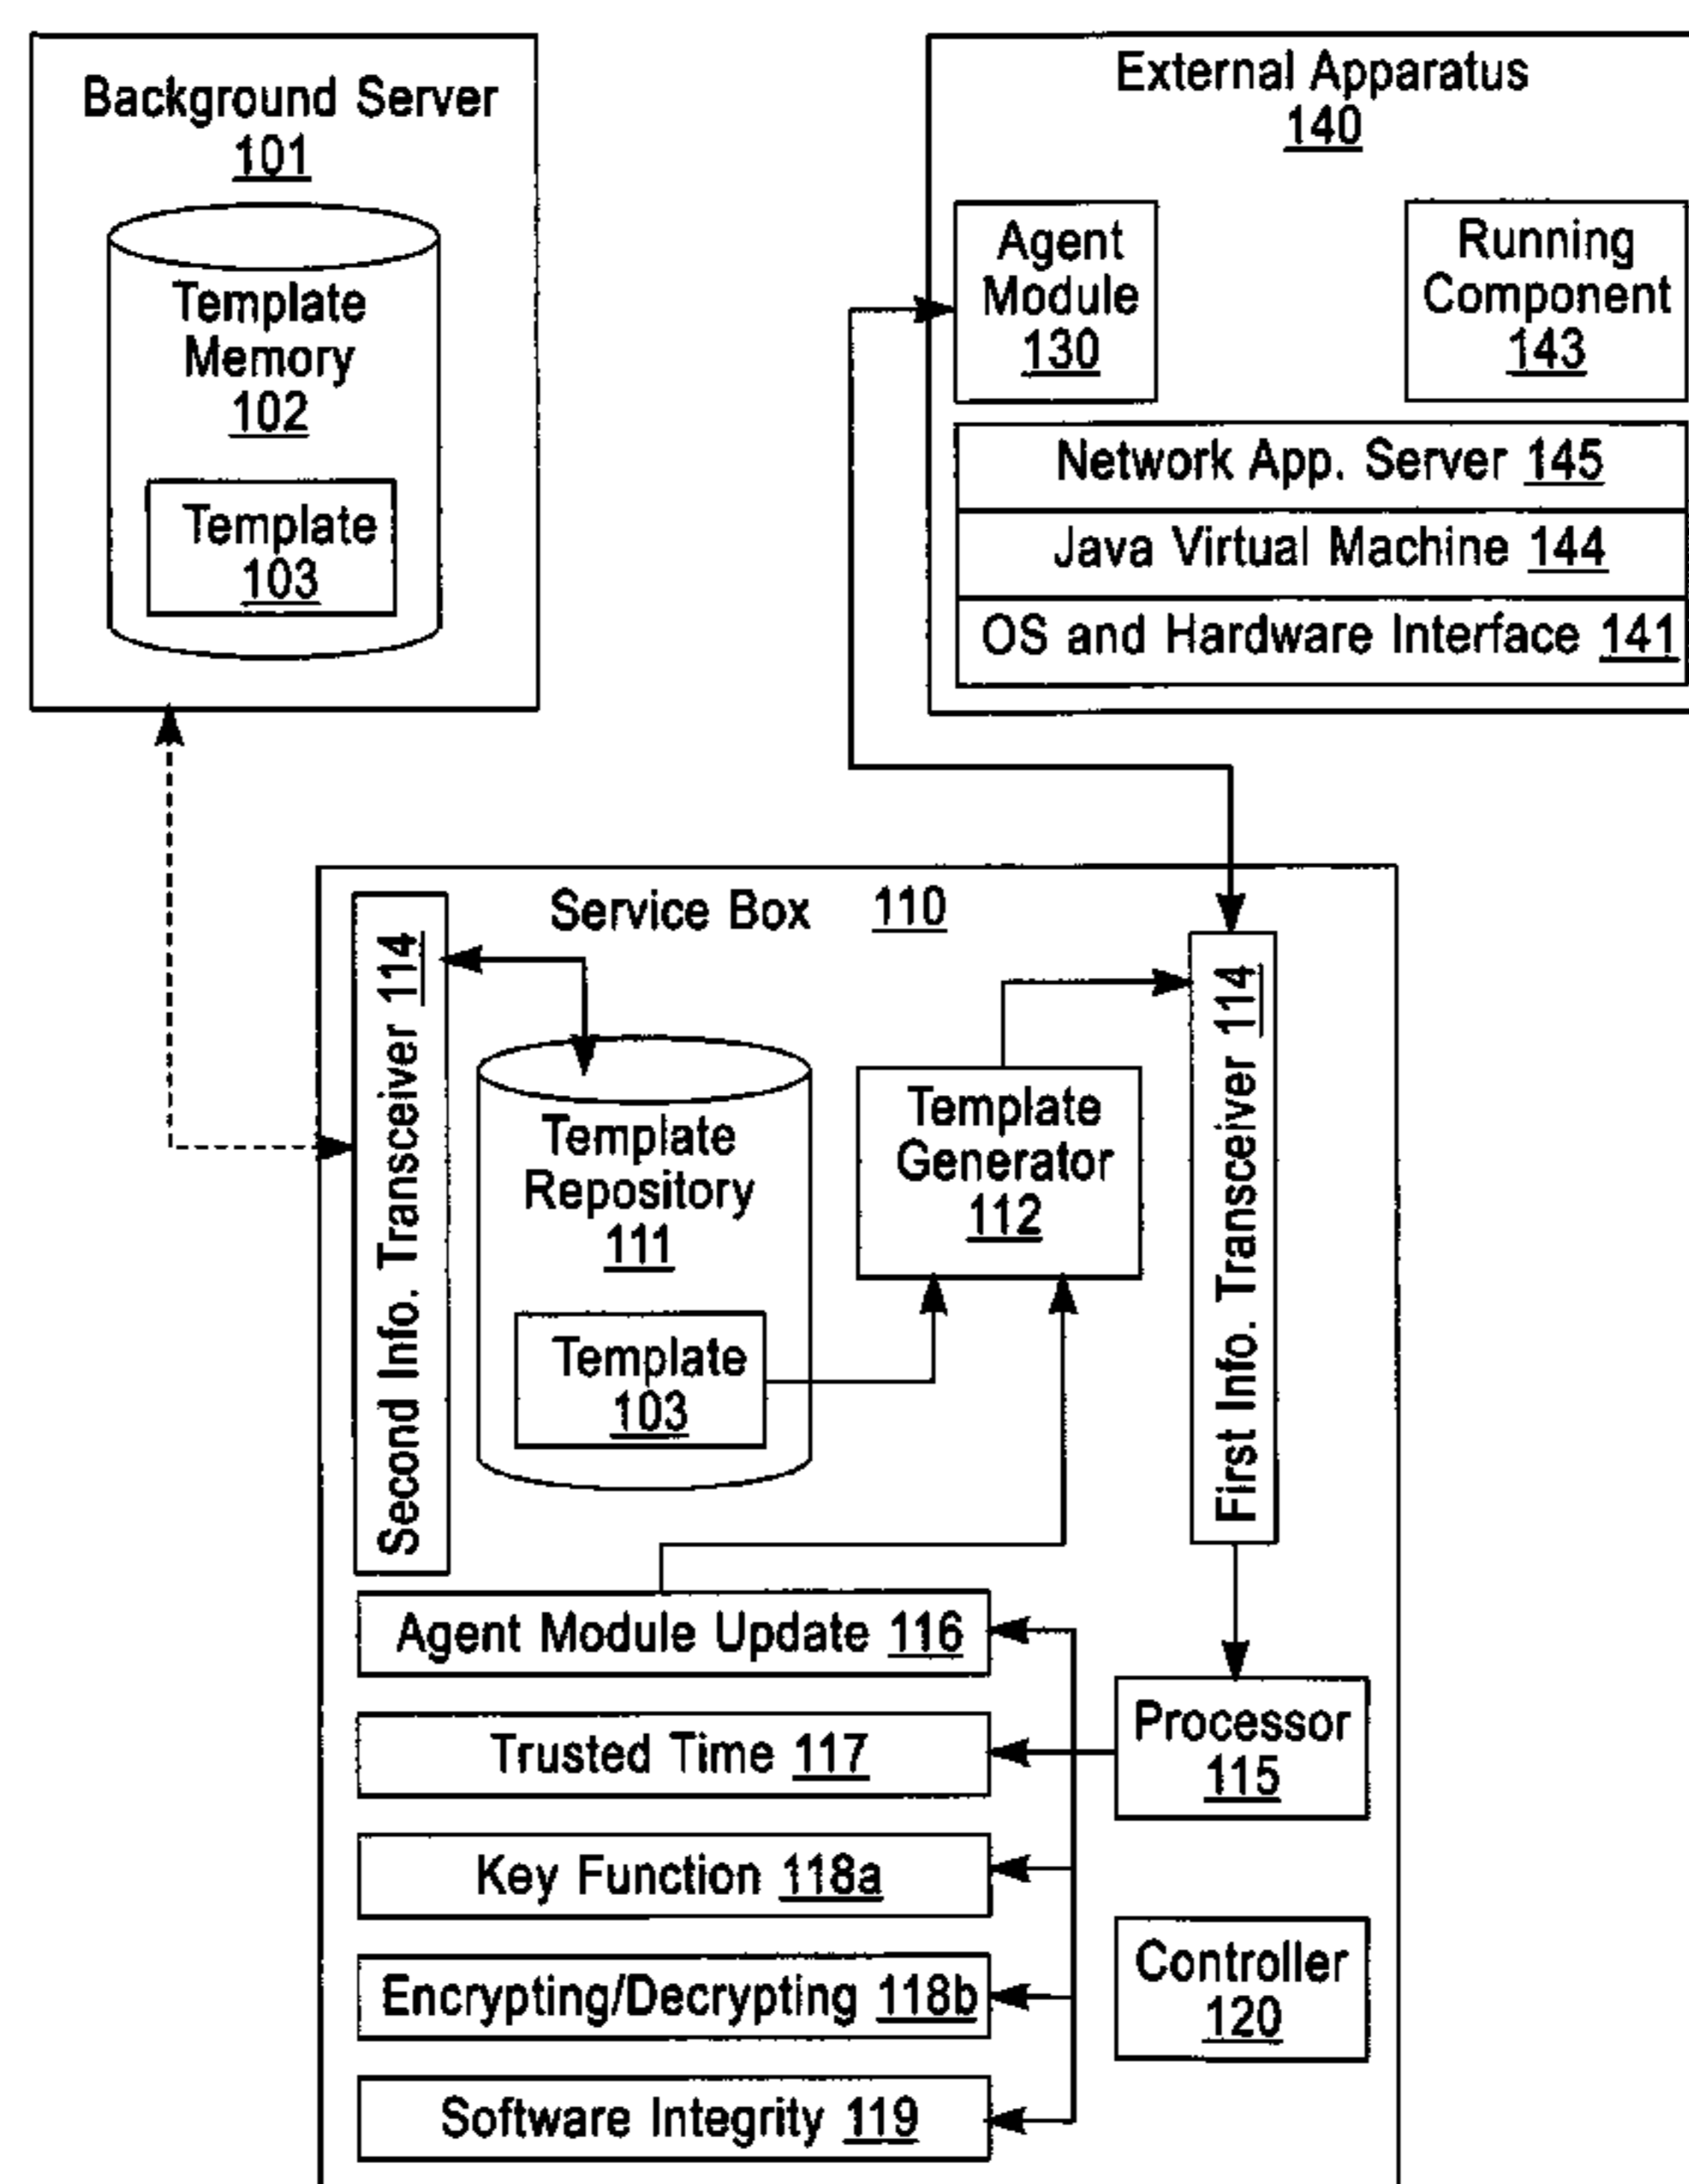 Background Server
101
Template
Memory
102
Template
103
External Apparatus
140
Agent
Module
130
Running
Component
143
Network App. Server 145
Java Virtual Machine 144
OS and Hardware Interface 141
Service Box 110
Second Info. Transceiver 114
Template
Repository
111
Template
103
Template
Generator
112
First Info. Transceiver 114
Agent Module Update 116
Trusted Time 117
Key Function 118a
Encrypting/Decrypting 118b
Software Integrity 119
Processor
115
Controller
120